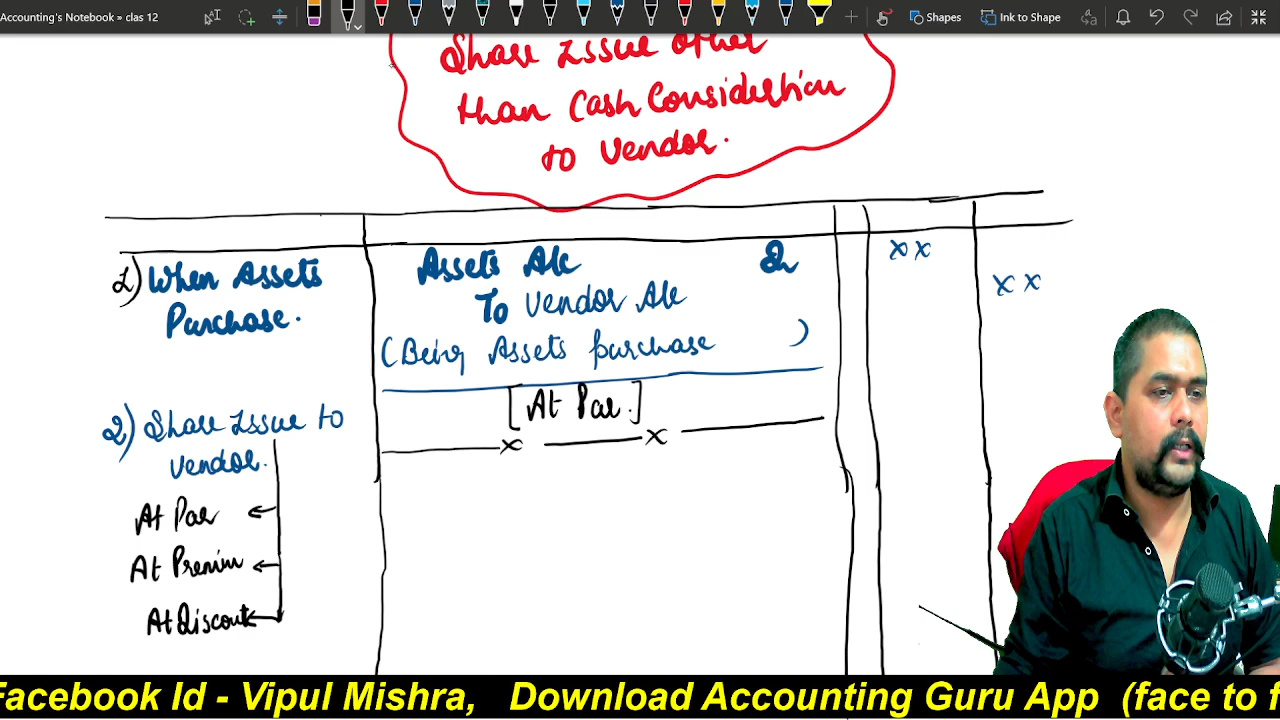 Accounting's Notebook » clas 12
Shapes
Ink to Shape
Share Issue other
than Cash Consideration
to Vendor.
1) When Assets
Purchase.
Assets A/c Dr
To Vendor A/c
(Being Assets purchase )
xx
xx
[At Par.]
x x
2) Share Issue to
Vendor.
At Par
At Premium
At Discout
Facebook Id - Vipul Mishra, Download Accounting Guru App (face to f